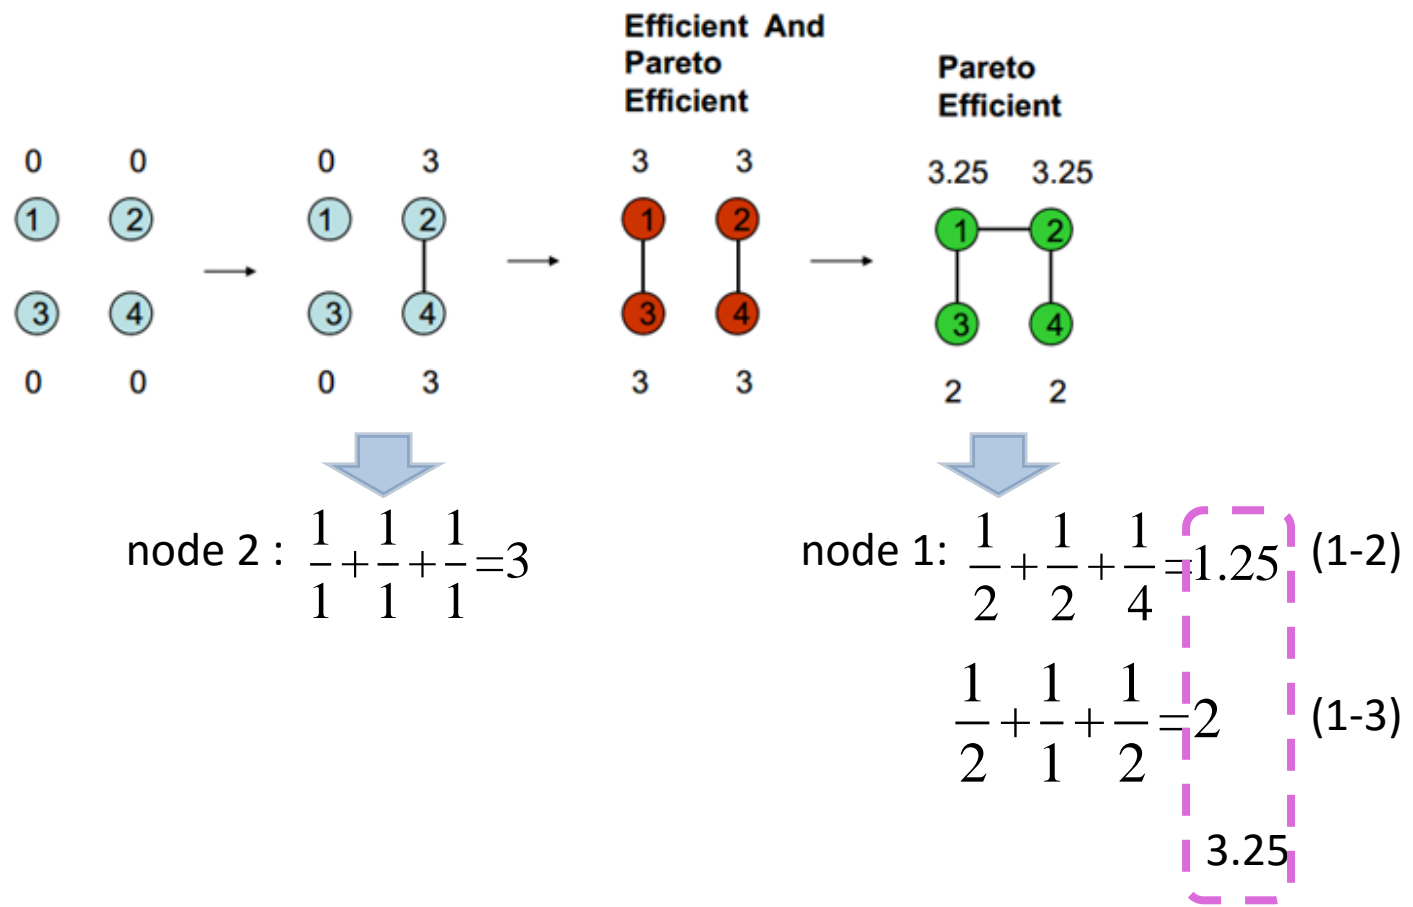 Efficient And
Pareto
Efficient
Pareto
Efficient
0 0 0 3 3 3 3.25 3.25
1 2 1 2 1 2 1 2
3 4 3 4 3 4 3 4
0 0 0 3 3 3 2 2
node 2 : 1/1 + 1/1 + 1/1 =3
node 1: 1/2 + 1/2 + 1/4 =1.25 (1-2)
1/2 + 1/1 + 1/2 =2 (1-3)
3.25